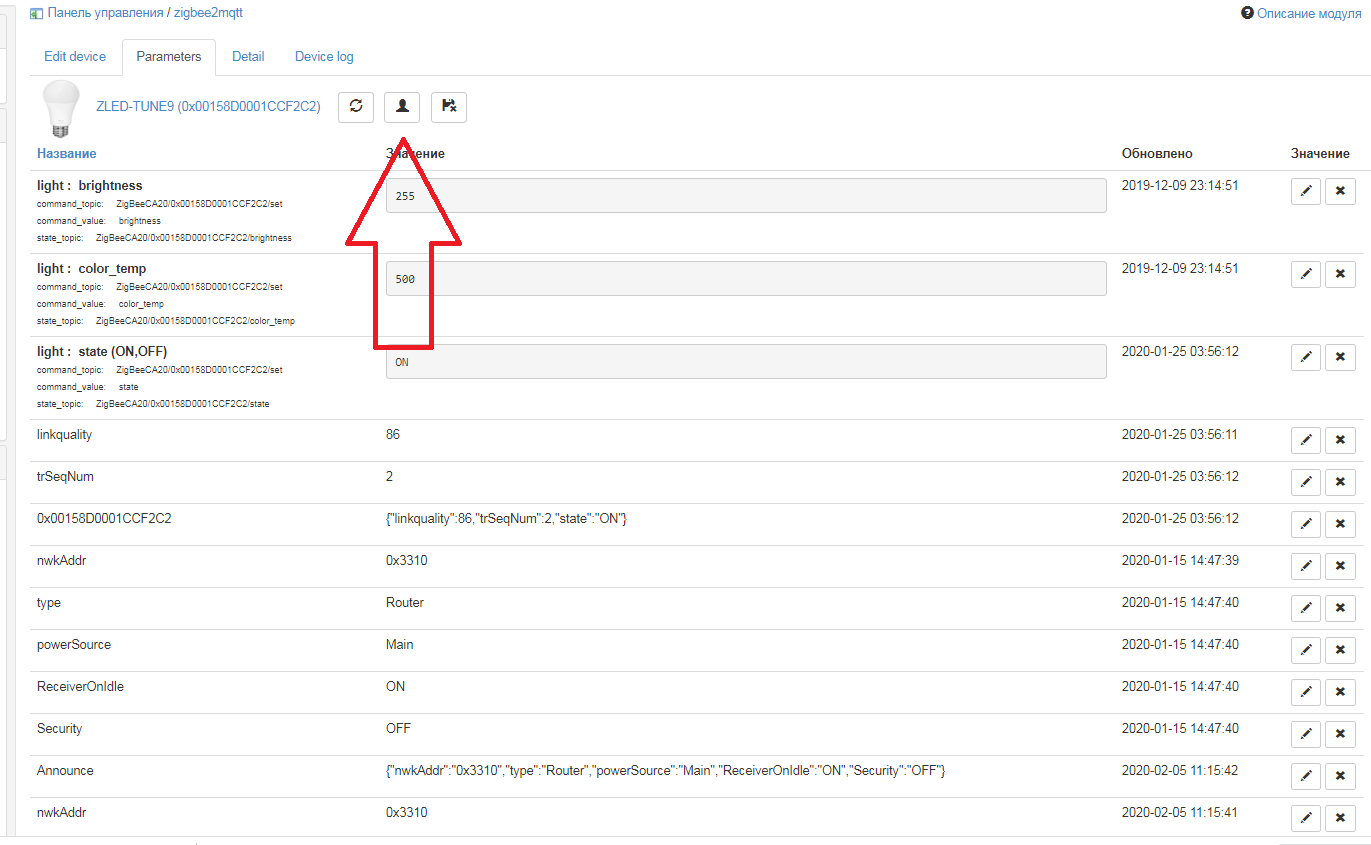 Панель управления / zigbee2mqtt
Описание модуля
Edit device Parameters Detail Device log
ZLED-TUNE9 (0x00158D0001CCF2C2)
Название Значение Обновлено Значение
light : brightness 255 2019-12-09 23:14:51
command_topic: ZigBeeCA20/0x00158D0001CCF2C2/set
command_value: brightness
state_topic: ZigBeeCA20/0x00158D0001CCF2C2/brightness
light : color_temp 500 2019-12-09 23:14:51
command_topic: ZigBeeCA20/0x00158D0001CCF2C2/set
command_value: color_temp
state_topic: ZigBeeCA20/0x00158D0001CCF2C2/color_temp
light : state (ON,OFF) ON 2020-01-25 03:56:12
command_topic: ZigBeeCA20/0x00158D0001CCF2C2/set
command_value: state
state_topic: ZigBeeCA20/0x00158D0001CCF2C2/state
linkquality 86 2020-01-25 03:56:11
trSeqNum 2 2020-01-25 03:56:12
0x00158D0001CCF2C2 {"linkquality":86,"trSeqNum":2,"state":"ON"} 2020-01-25 03:56:12
nwkAddr 0x3310 2020-01-15 14:47:39
type Router 2020-01-15 14:47:40
powerSource Main 2020-01-15 14:47:40
ReceiverOnIdle ON 2020-01-15 14:47:40
Security OFF 2020-01-15 14:47:40
Announce {"nwkAddr":"0x3310","type":"Router","powerSource":"Main","ReceiverOnIdle":"ON","Security":"OFF"} 2020-02-05 11:15:42
nwkAddr 0x3310 2020-02-05 11:15:41